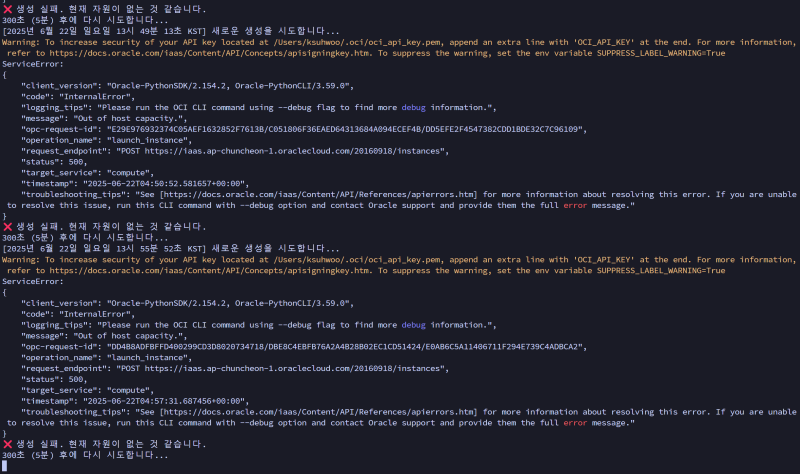 ❌ 생성 실패. 현재 자원이 없는 것 같습니다.
300초 (5분) 후에 다시 시도합니다...
[2025년 6월 22일 일요일 13시 49분 13초 KST] 새로운 생성을 시도합니다...
Warning: To increase security of your API key located at /Users/ksuhwoo/.oci/oci_api_key.pem, append an extra line with 'OCI_API_KEY' at the end. For more information,
refer to https://docs.oracle.com/iaas/Content/API/Concepts/apisigningkey.htm. To suppress the warning, set the env variable SUPPRESS_LABEL_WARNING=True
ServiceError:
{
"client_version": "Oracle-PythonSDK/2.154.2, Oracle-PythonCLI/3.59.0",
"code": "InternalError",
"logging_tips": "Please run the OCI CLI command using --debug flag to find more debug information.",
"message": "Out of host capacity.",
"opc-request-id": "E29E976932374C05AEF1632852F7613B/C051806F36EAED64313684A094ECEF4B/DD5EFE2F4547382CDD1BDE32C7C96109",
"operation_name": "launch_instance",
"request_endpoint": "POST https://iaas.ap-chuncheon-1.oraclecloud.com/20160918/instances",
"status": 500,
"target_service": "compute",
"timestamp": "2025-06-22T04:50:52.581657+00:00",
"troubleshooting_tips": "See [https://docs.oracle.com/iaas/Content/API/References/apierrors.htm] for more information about resolving this error. If you are unable
to resolve this issue, run this CLI command with --debug option and contact Oracle support and provide them the full error message."
}
❌ 생성 실패. 현재 자원이 없는 것 같습니다.
300초 (5분) 후에 다시 시도합니다...
[2025년 6월 22일 일요일 13시 55분 52초 KST] 새로운 생성을 시도합니다...
Warning: To increase security of your API key located at /Users/ksuhwoo/.oci/oci_api_key.pem, append an extra line with 'OCI_API_KEY' at the end. For more information,
refer to https://docs.oracle.com/iaas/Content/API/Concepts/apisigningkey.htm. To suppress the warning, set the env variable SUPPRESS_LABEL_WARNING=True
ServiceError:
{
"client_version": "Oracle-PythonSDK/2.154.2, Oracle-PythonCLI/3.59.0",
"code": "InternalError",
"logging_tips": "Please run the OCI CLI command using --debug flag to find more debug information.",
"message": "Out of host capacity.",
"opc-request-id": "DD4B8ADFBFFD400299CD3D8020734718/DBE8C4EBFB76A2A4B28B02EC1CD51424/E0AB6C5A11406711F294E739C4ADBCA2",
"operation_name": "launch_instance",
"request_endpoint": "POST https://iaas.ap-chuncheon-1.oraclecloud.com/20160918/instances",
"status": 500,
"target_service": "compute",
"timestamp": "2025-06-22T04:57:31.687456+00:00",
"troubleshooting_tips": "See [https://docs.oracle.com/iaas/Content/API/References/apierrors.htm] for more information about resolving this error. If you are unable
to resolve this issue, run this CLI command with --debug option and contact Oracle support and provide them the full error message."
}
❌ 생성 실패. 현재 자원이 없는 것 같습니다.
300초 (5분) 후에 다시 시도합니다...